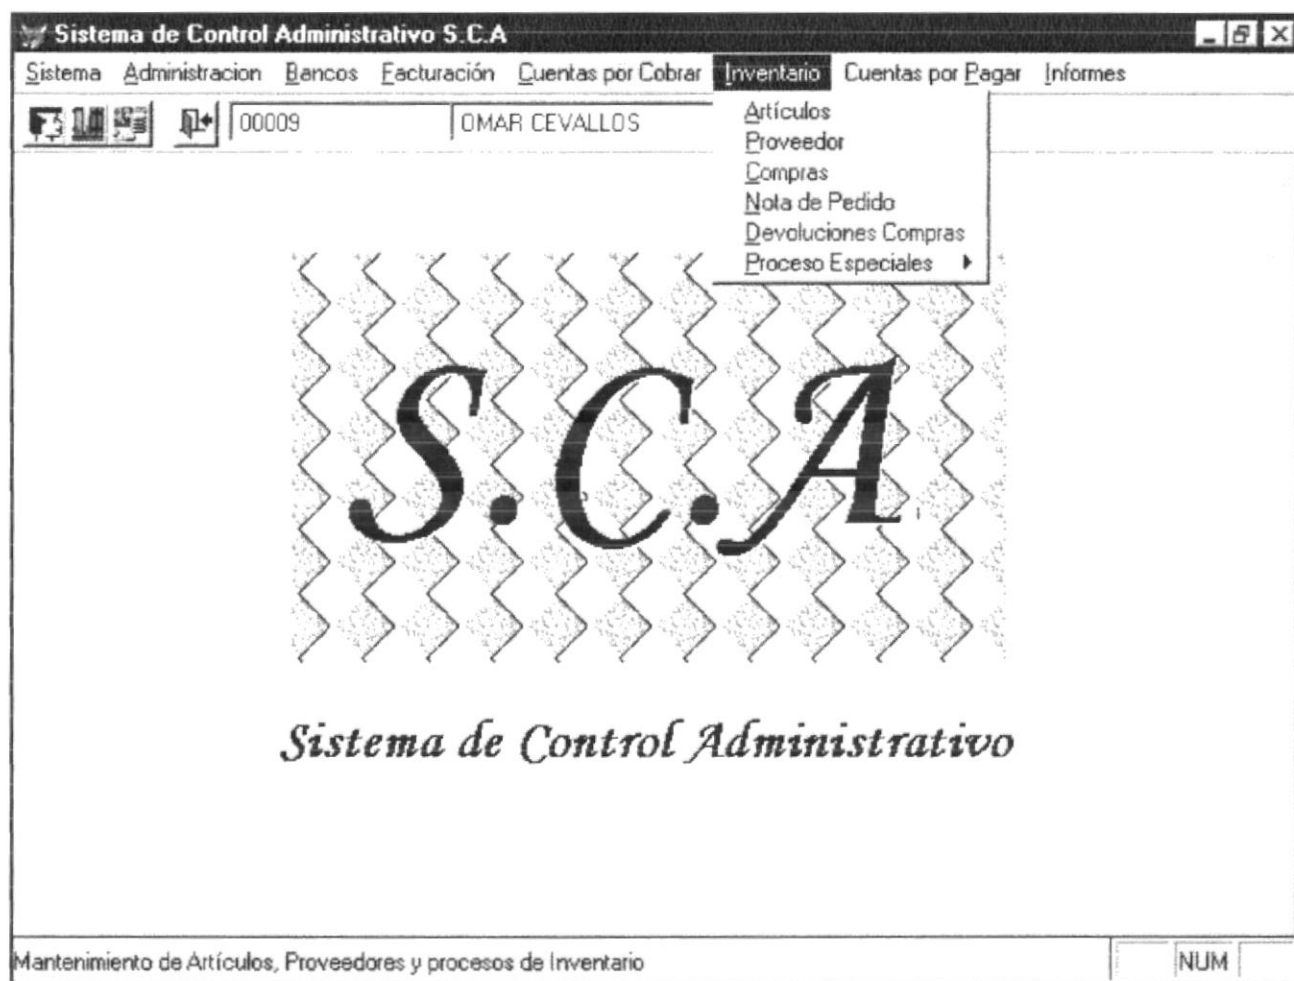 Sistema de Control Administrativo S.C.A
Sistema Administracion Bancos Facturación Cuentas por Cobrar Inventario Cuentas por Pagar Informes
00009 OMAR CEVALLOS
Artículos
Proveedor
Compras
Nota de Pedido
Devoluciones Compras
Proceso Especiales
S.C.A
Sistema de Control Administrativo
Mantenimiento de Artículos, Proveedores y procesos de Inventario NUM